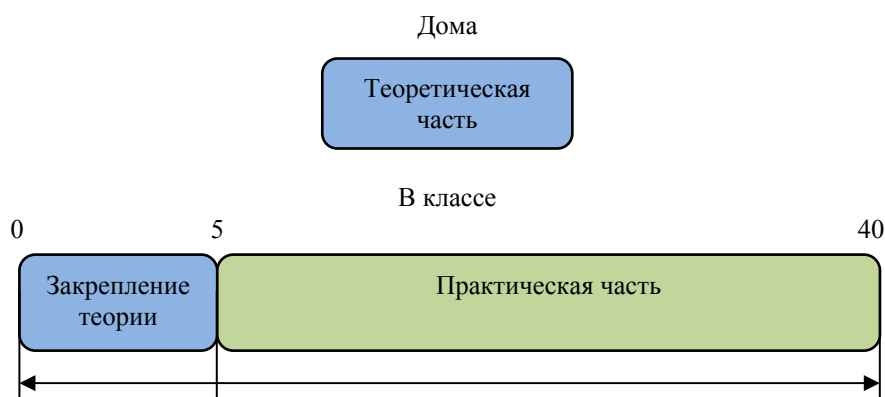 Дома
Теоретическая
часть
В классе
0 5 40
Закрепление
теории
Практическая часть